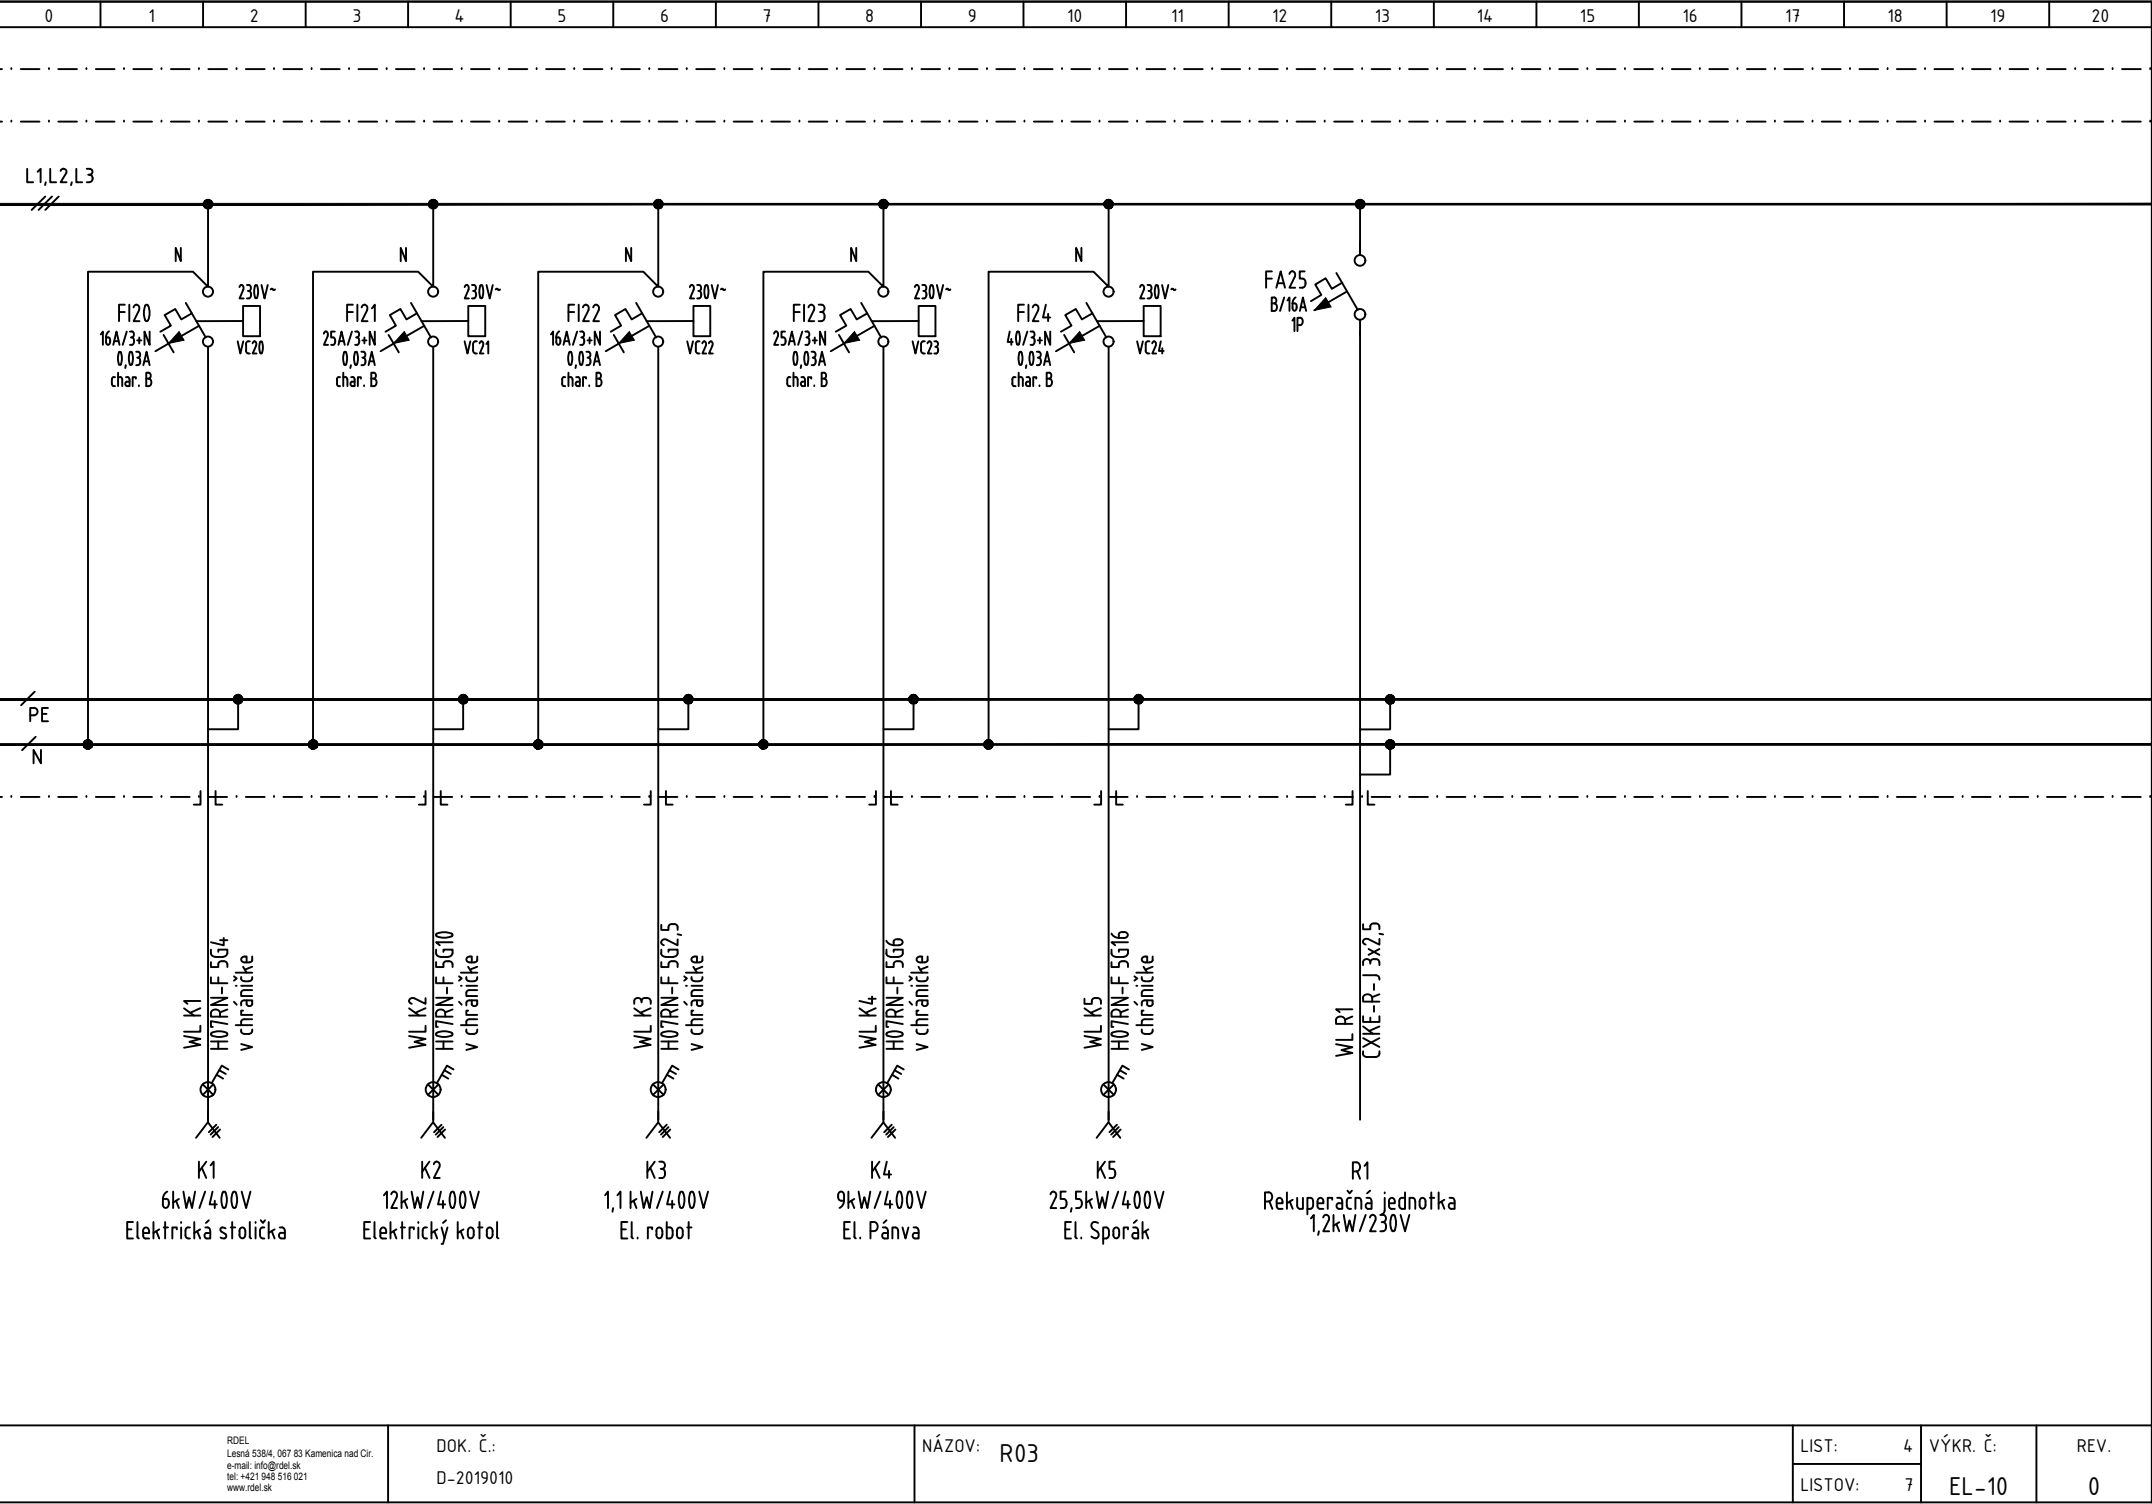 0 1 2 3 4 5 6 7 8 9 10 11 12 13 14 15 16 17 18 19 20
L1,L2,L3
N
FI20
16A/3+N
0,03A
char. B
230V~
VC20
N
FI21
25A/3+N
0,03A
char. B
230V~
VC21
N
FI22
16A/3+N
0,03A
char. B
230V~
VC22
N
FI23
25A/3+N
0,03A
char. B
230V~
VC23
N
FI24
40/3+N
0,03A
char. B
230V~
VC24
FA25
B/16A
1P
PE
N
WL K1
H07RN-F 5G4
v chráničke
WL K2
H07RN-F 5G10
v chráničke
WL K3
H07RN-F 5G2,5
v chráničke
WL K4
H07RN-F 5G6
v chráničke
WL K5
H07RN-F 5G16
v chráničke
WL R1
CXKE-R-J 3x2,5
K1
6kW/400V
Elektrická stolička
K2
12kW/400V
Elektrický kotol
K3
1,1 kW/400V
El. robot
K4
9kW/400V
El. Pánva
K5
25,5kW/400V
El. Sporák
R1
Rekuperačná jednotka
1,2kW/230V
RDEL
Lesná 538/4, 067 83 Kamenica nad Cir.
e-mail: info@rdel.sk
tel: +421 948 516 021
www.rdel.sk
DOK. Č.:
D-2019010
NÁZOV: R03
LIST: 4
LISTOV: 7
VÝKR. Č:
EL-10
REV.
0